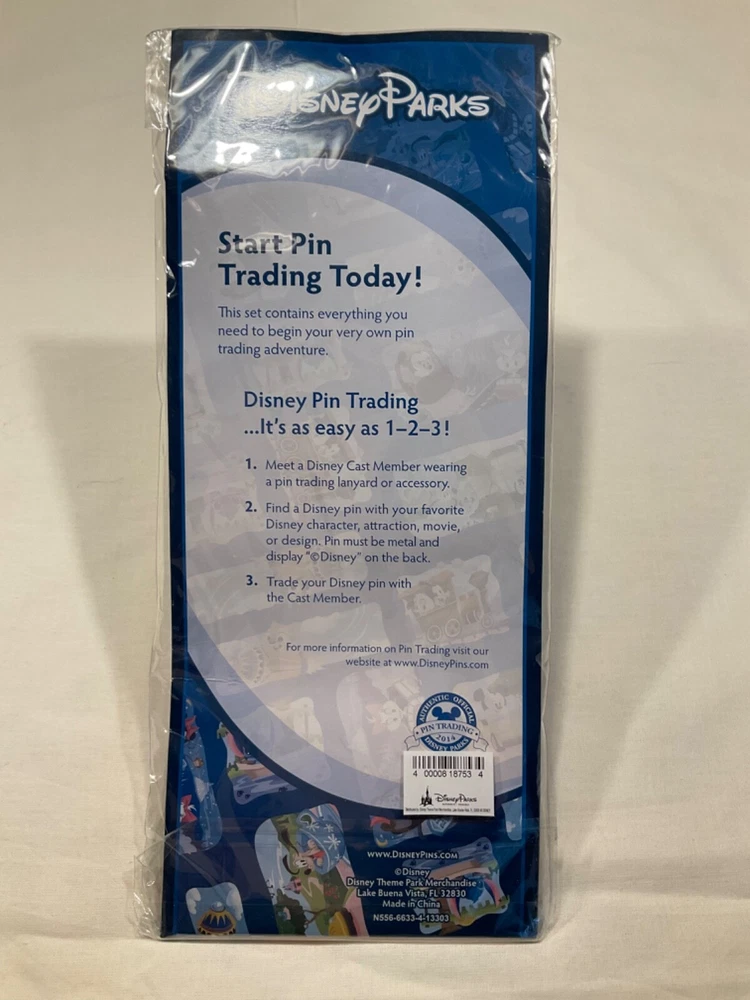 Disney Parks
Start Pin
Trading Today!
This set contains everything you
need to begin your very own pin
trading adventure.
Disney Pin Trading
...It's as easy as 1–2–3!
1. Meet a Disney Cast Member wearing
a pin trading lanyard or accessory.
2. Find a Disney pin with your favorite
Disney character, attraction, movie,
or design. Pin must be metal and
display "©Disney" on the back.
3. Trade your Disney pin with
the Cast Member.
For more information on Pin Trading visit our
website at www.DisneyPins.com
AUTHENTIC OFFICIAL
PIN TRADING
2014
DISNEY PARKS
4 00006 18753 4
Disney Parks
www.DisneyPins.com
©Disney
Disney Theme Park Merchandise
Lake Buena Vista, FL 32830
Made in China
N556-6633-4-13303